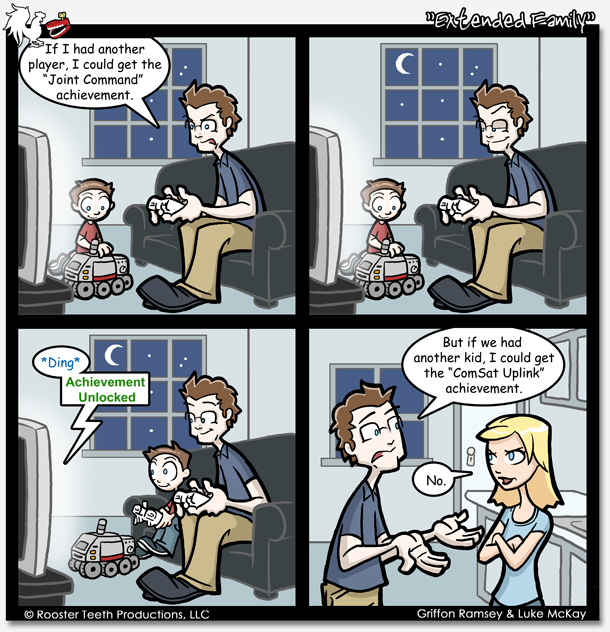 "Extended Family"
If I had another
player, I could get the
"Joint Command"
achievement.
*Ding*
Achievement
Unlocked
But if we had
another kid, I could get
the "ComSat Uplink"
achievement.
No.
© Rooster Teeth Productions, LLC
Griffon Ramsey & Luke McKay